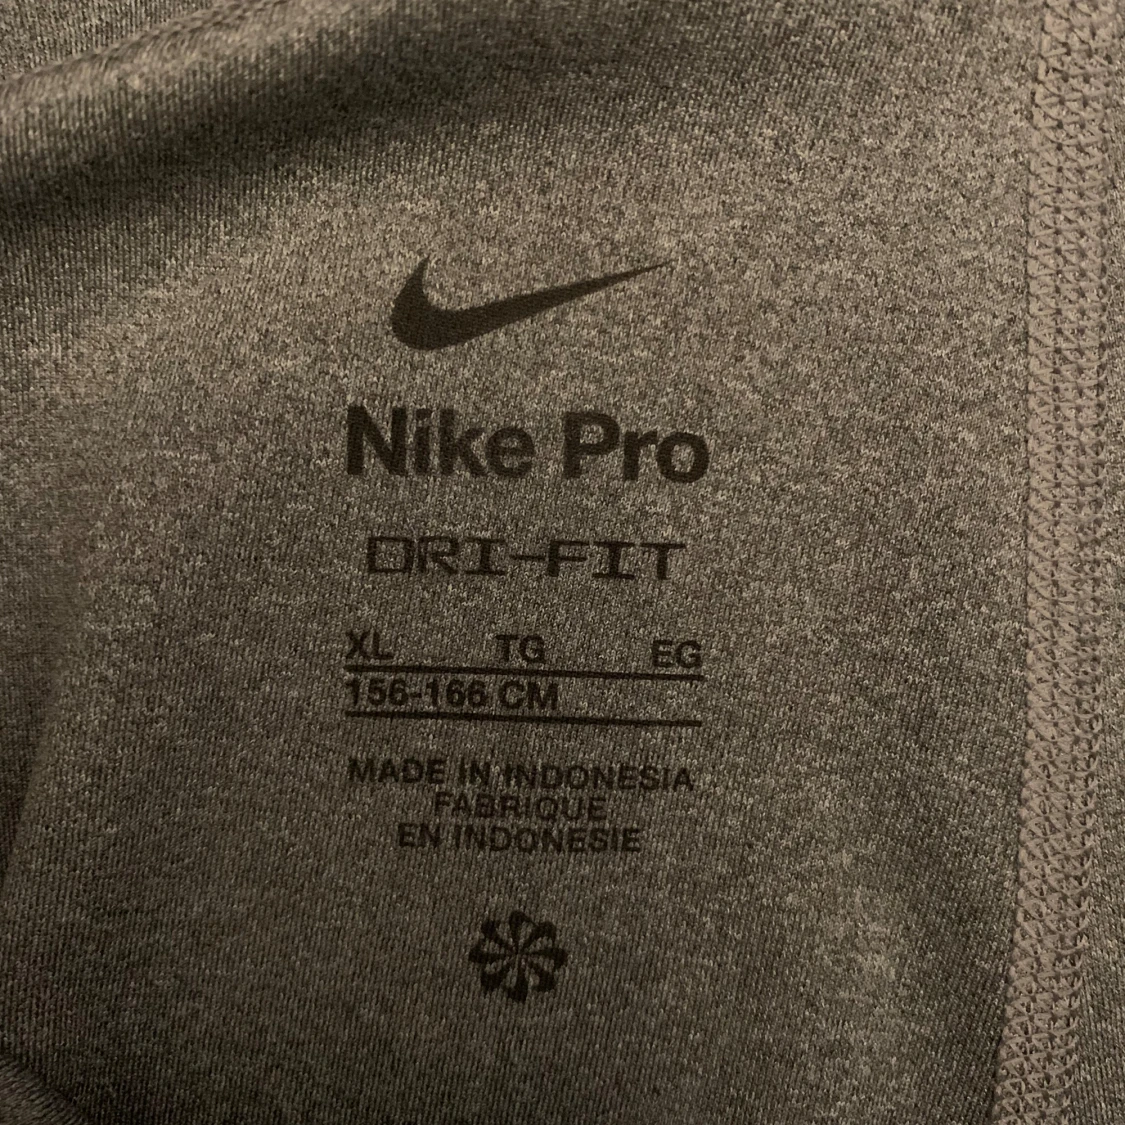 Nike Pro
DRI-FIT
XL TG EG
156-166 CM
MADE IN INDONESIA
FABRIQUE
EN INDONESIE